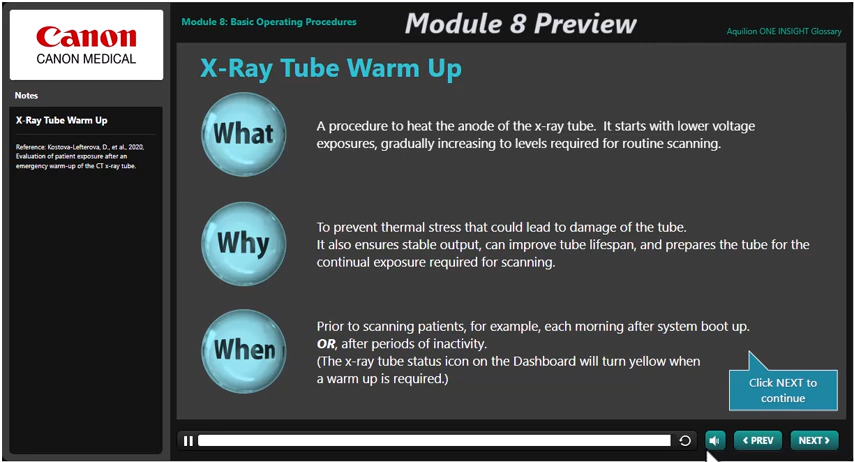 Canon
CANON MEDICAL
Module 8: Basic Operating Procedures
Module 8 Preview
Aquilion ONE INSIGHT Glossary
Notes
X-Ray Tube Warm Up
Reference: Kostova-Lefterova, D., et al., 2020,
Evaluation of patient exposure after an
emergency warm-up of the CT x-ray tube.
X-Ray Tube Warm Up
What
A procedure to heat the anode of the x-ray tube. It starts with lower voltage
exposures, gradually increasing to levels required for routine scanning.
Why
To prevent thermal stress that could lead to damage of the tube.
It also ensures stable output, can improve tube lifespan, and prepares the tube for the
continual exposure required for scanning.
When
Prior to scanning patients, for example, each morning after system boot up.
OR, after periods of inactivity.
(The x-ray tube status icon on the Dashboard will turn yellow when
a warm up is required.)
Click NEXT to
continue
< PREV
NEXT >